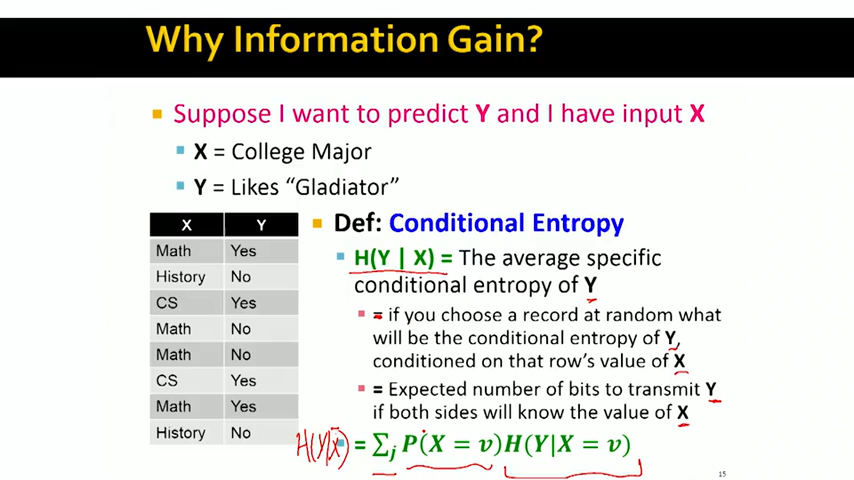 Why Information Gain?
Suppose I want to predict Y and I have input X
X = College Major
Y = Likes “Gladiator”
X Y
Math Yes
History No
CS Yes
Math No
Math No
CS Yes
Math Yes
History No
Def: Conditional Entropy
H(Y | X) = The average specific
conditional entropy of Y
= if you choose a record at random what
will be the conditional entropy of Y,
conditioned on that row’s value of X
= Expected number of bits to transmit Y
if both sides will know the value of X
H(Y|X) = ∑j P(X = v)H(Y|X = v)
15